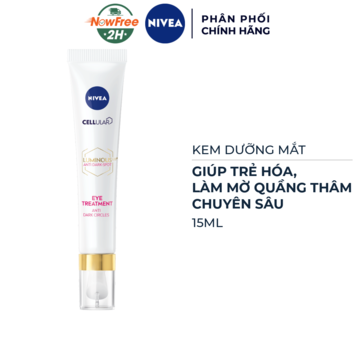 NowFree
2H
NIVEA
PHÂN PHỐI
CHÍNH HÃNG
NIVEA
CELLULAR
LUMINOUS
EYE
TREATMENT
ANTI
DARK CIRCLES
KEM DƯỠNG MẮT
GIÚP TRẺ HÓA,
LÀM MỜ QUẦNG THÂM
CHUYÊN SÂU
15ML